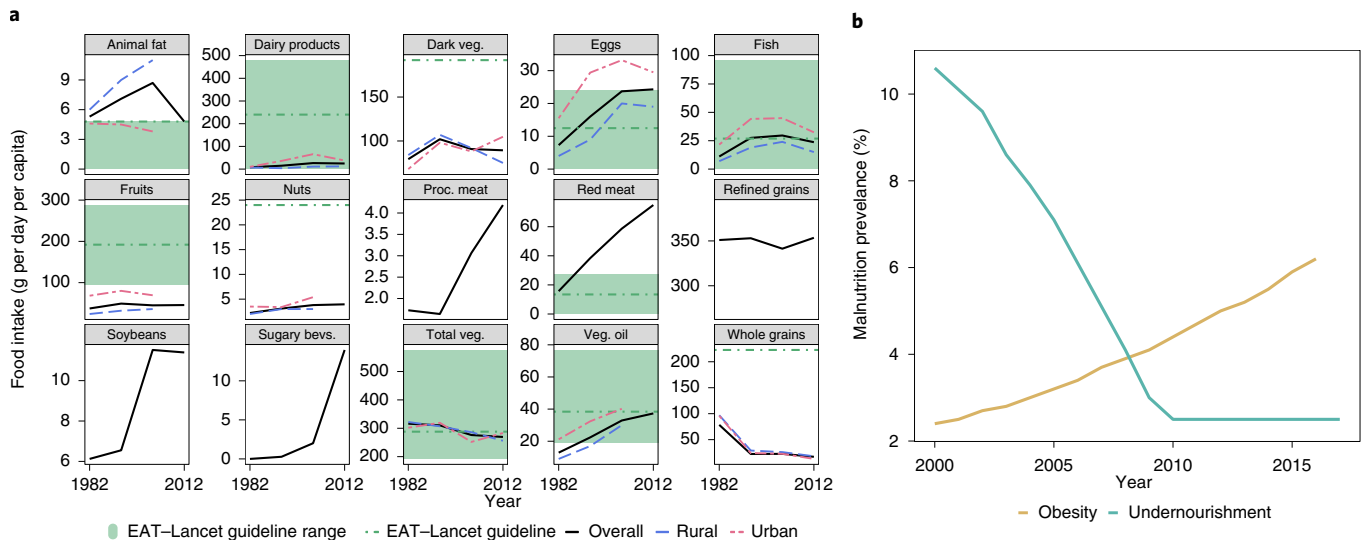 a
Food intake (g per day per capita)
Animal fat
Dairy products
Dark veg.
Eggs
Fish
9
6
3
0
500
400
300
200
100
0
150
100
30
20
10
0
100
75
50
25
0
Fruits
Nuts
Proc. meat
Red meat
Refined grains
300
200
100
25
20
15
10
5
4.0
3.5
3.0
2.5
2.0
60
40
20
0
350
300
Soybeans
Sugary bevs.
Total veg.
Veg. oil
Whole grains
10
8
6
10
5
0
500
400
300
200
80
60
40
20
200
150
100
50
1982 2012 1982 2012 1982 2012 1982 2012 1982 2012
Year
EAT–Lancet guideline range EAT–Lancet guideline Overall Rural Urban
b
Malnutrition prevelance (%)
10
8
6
4
2
2000 2005 2010 2015
Year
Obesity Undernourishment